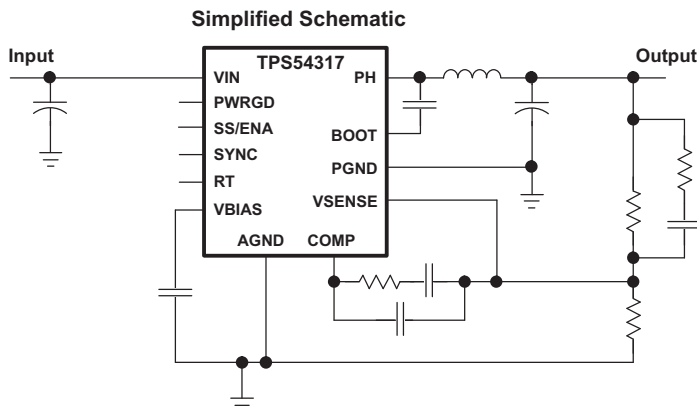 Simplified Schematic
Input
Output
TPS54317
VIN
PH
PWRGD
SS/ENA
BOOT
SYNC
PGND
RT
VSENSE
VBIAS
AGND
COMP